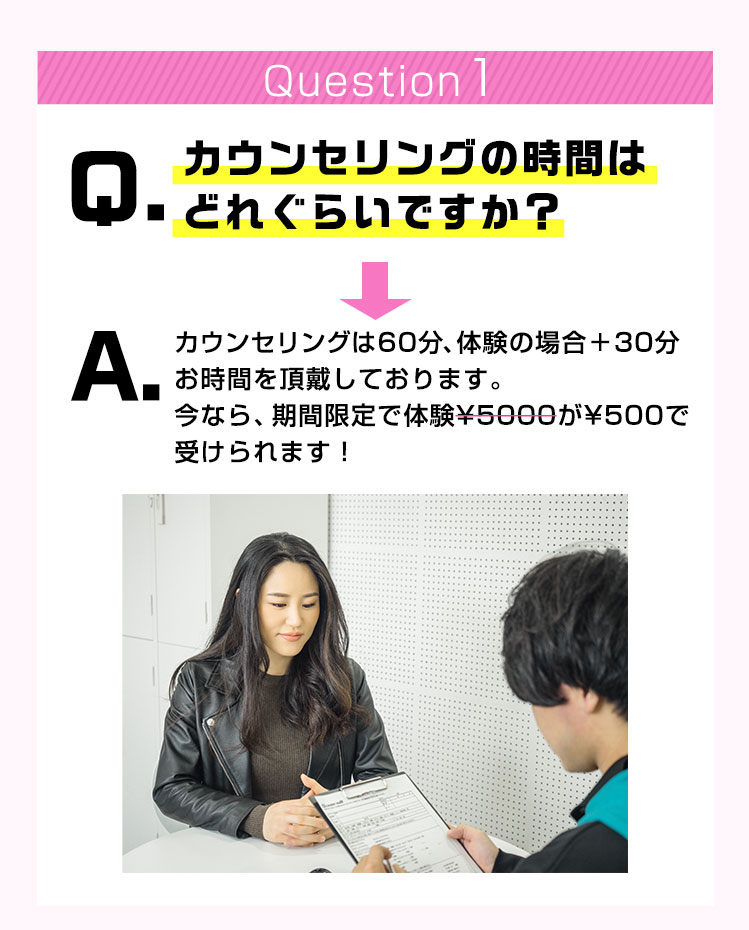 Question 1
Q. カウンセリングの時間は
どれぐらいですか？
A. カウンセリングは60分、体験の場合＋30分
お時間を頂戴しております。
今なら、期間限定で体験¥5000が¥500で
受けられます！